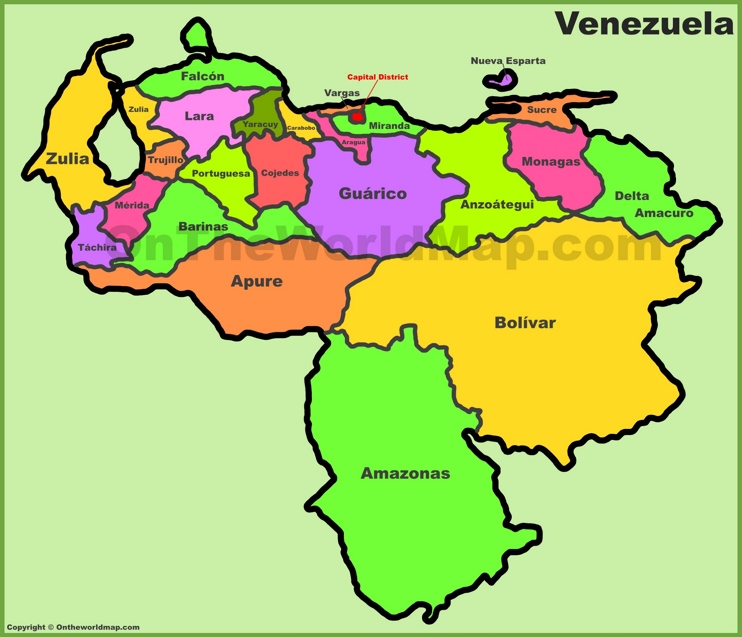 Venezuela
Nueva Esparta
Capital District
Falcón
Vargas
Zulia
Sucre
Lara
Yaracuy
Carabobo
Miranda
Aragua
Zulia
Trujillo
Monagas
Portuguesa
Cojedes
Guárico
Delta
Amacuro
Mérida
Anzoátegui
Barinas
Táchira
OnTheWorldMap.com
Apure
Bolívar
Amazonas
Copyright © Ontheworldmap.com